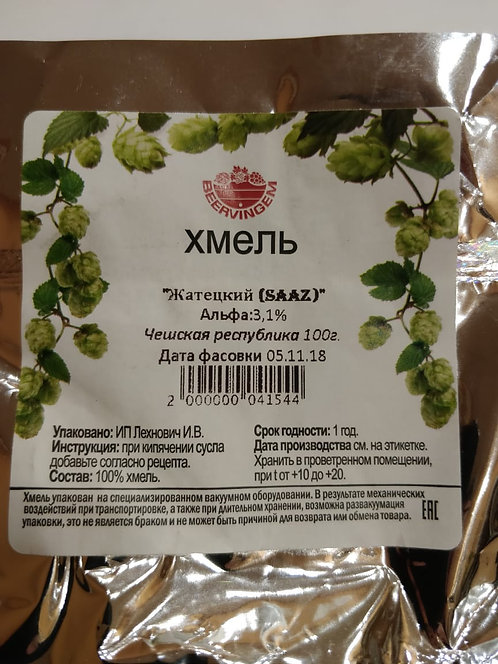 BEERVINGEM
ХМЕЛЬ
"Жатецкий (SAAZ)"
Альфа:3,1%
Чешская республика 100г.
Дата фасовки 05.11.18
2 000000 041544
Упаковано: ИП Лехнович И.В.
Инструкция: при кипячении сусла
добавьте согласно рецепта.
Состав: 100% хмель.
Срок годности: 1 год.
Дата производства см. на этикетке.
Хранить в проветренном помещении,
при t от +10 до +20.
Хмель упакован на специализированном вакуумном оборудовании. В результате механических
воздействий при транспортировке, а также при длительном хранении, возможна развакуумация
упаковки, это не является браком и не может быть причиной для возврата или обмена товара.
EAC